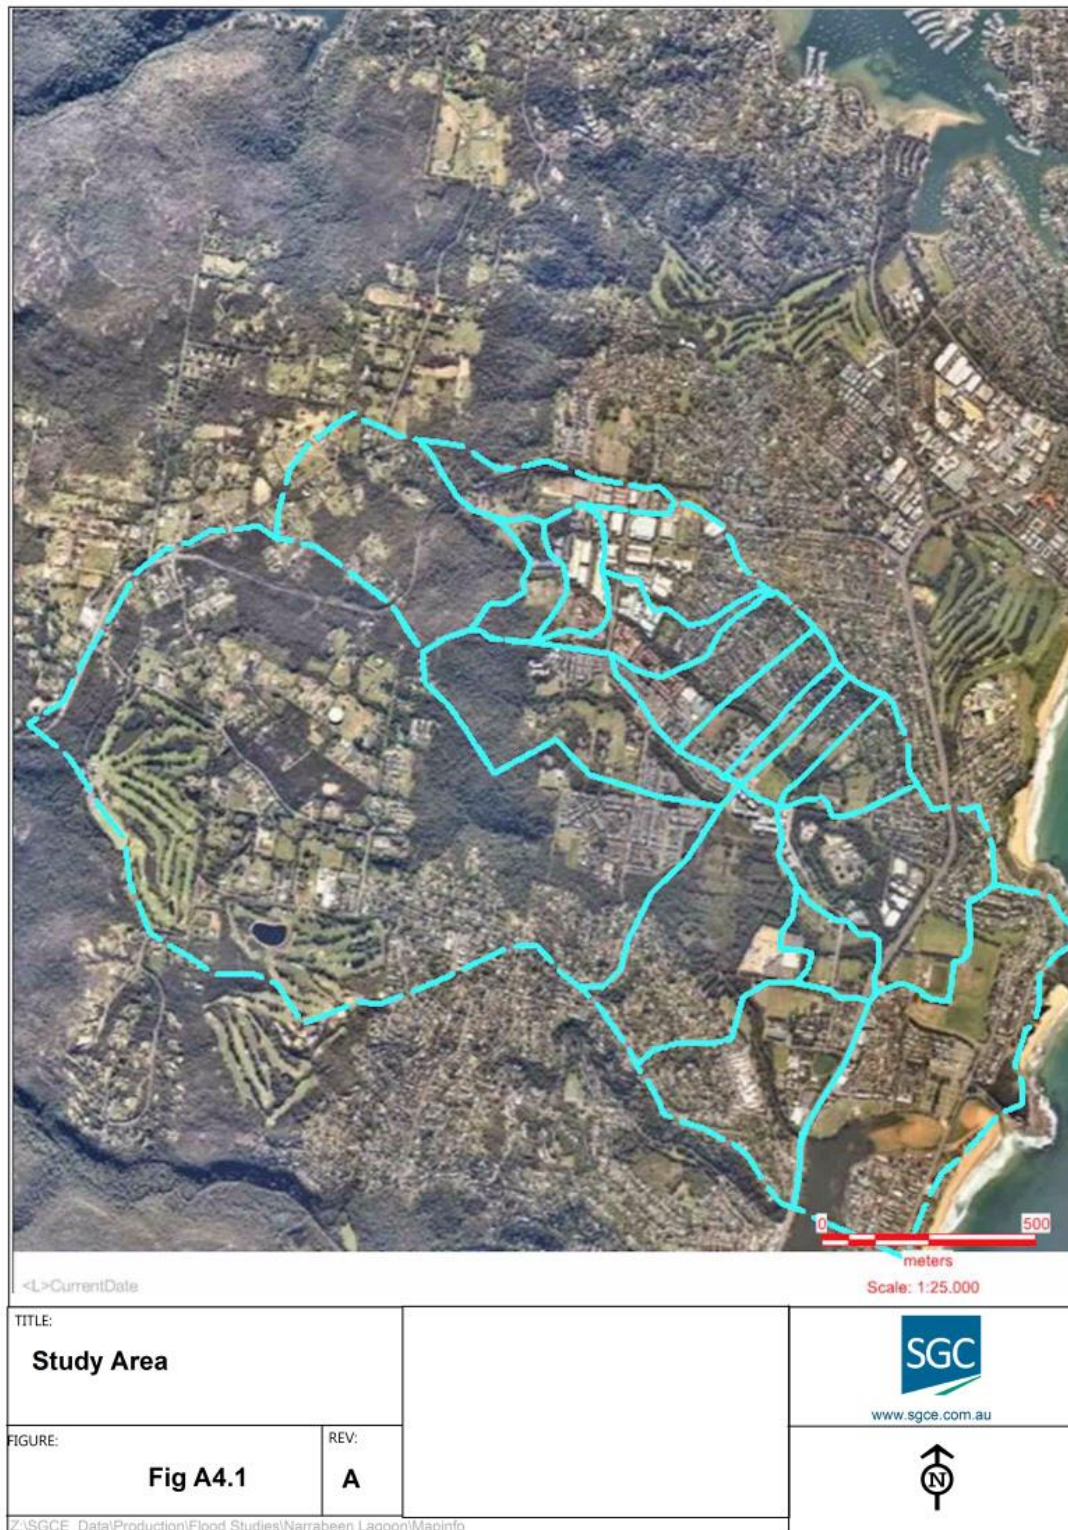 0 500
meters
<L>CurrentDate
Scale: 1:25.000
TITLE:
Study Area
SGC
www.sgce.com.au
FIGURE:
Fig A4.1
REV:
A
N
Z:\SGCE_Data\Production\Flood Studies\Narrabeen Lagoon\Mapinfo